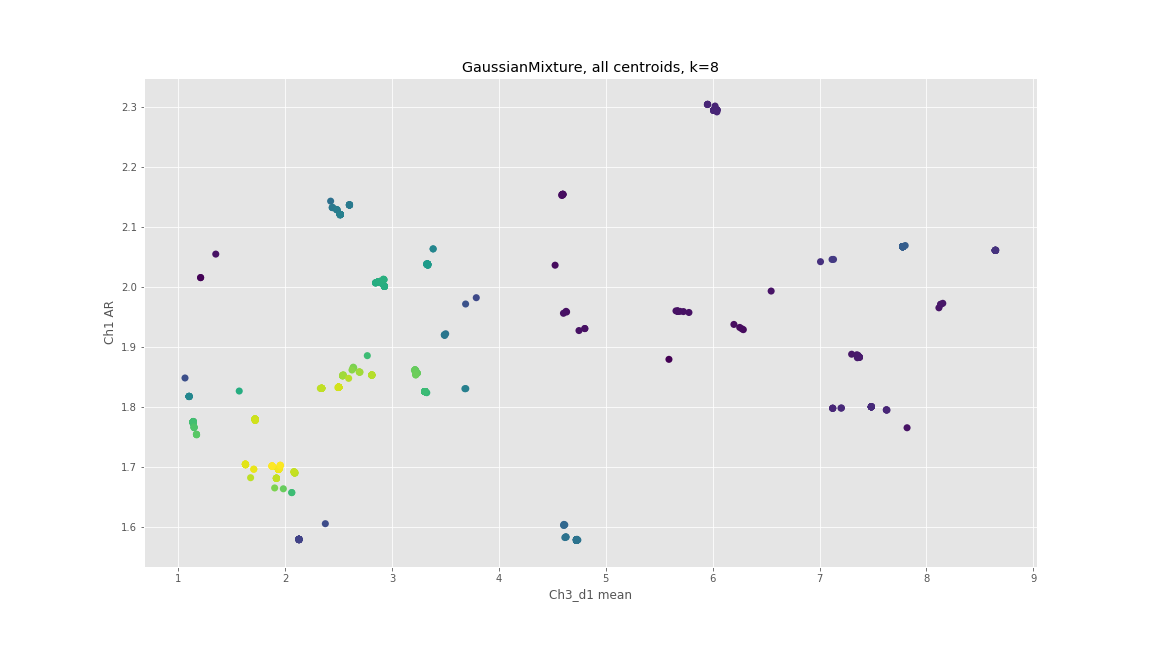 GaussianMixture, all centroids, k=8
Ch1 AR
2.3
2.2
2.1
2.0
1.9
1.8
1.7
1.6
1 2 3 4 5 6 7 8 9
Ch3_d1 mean